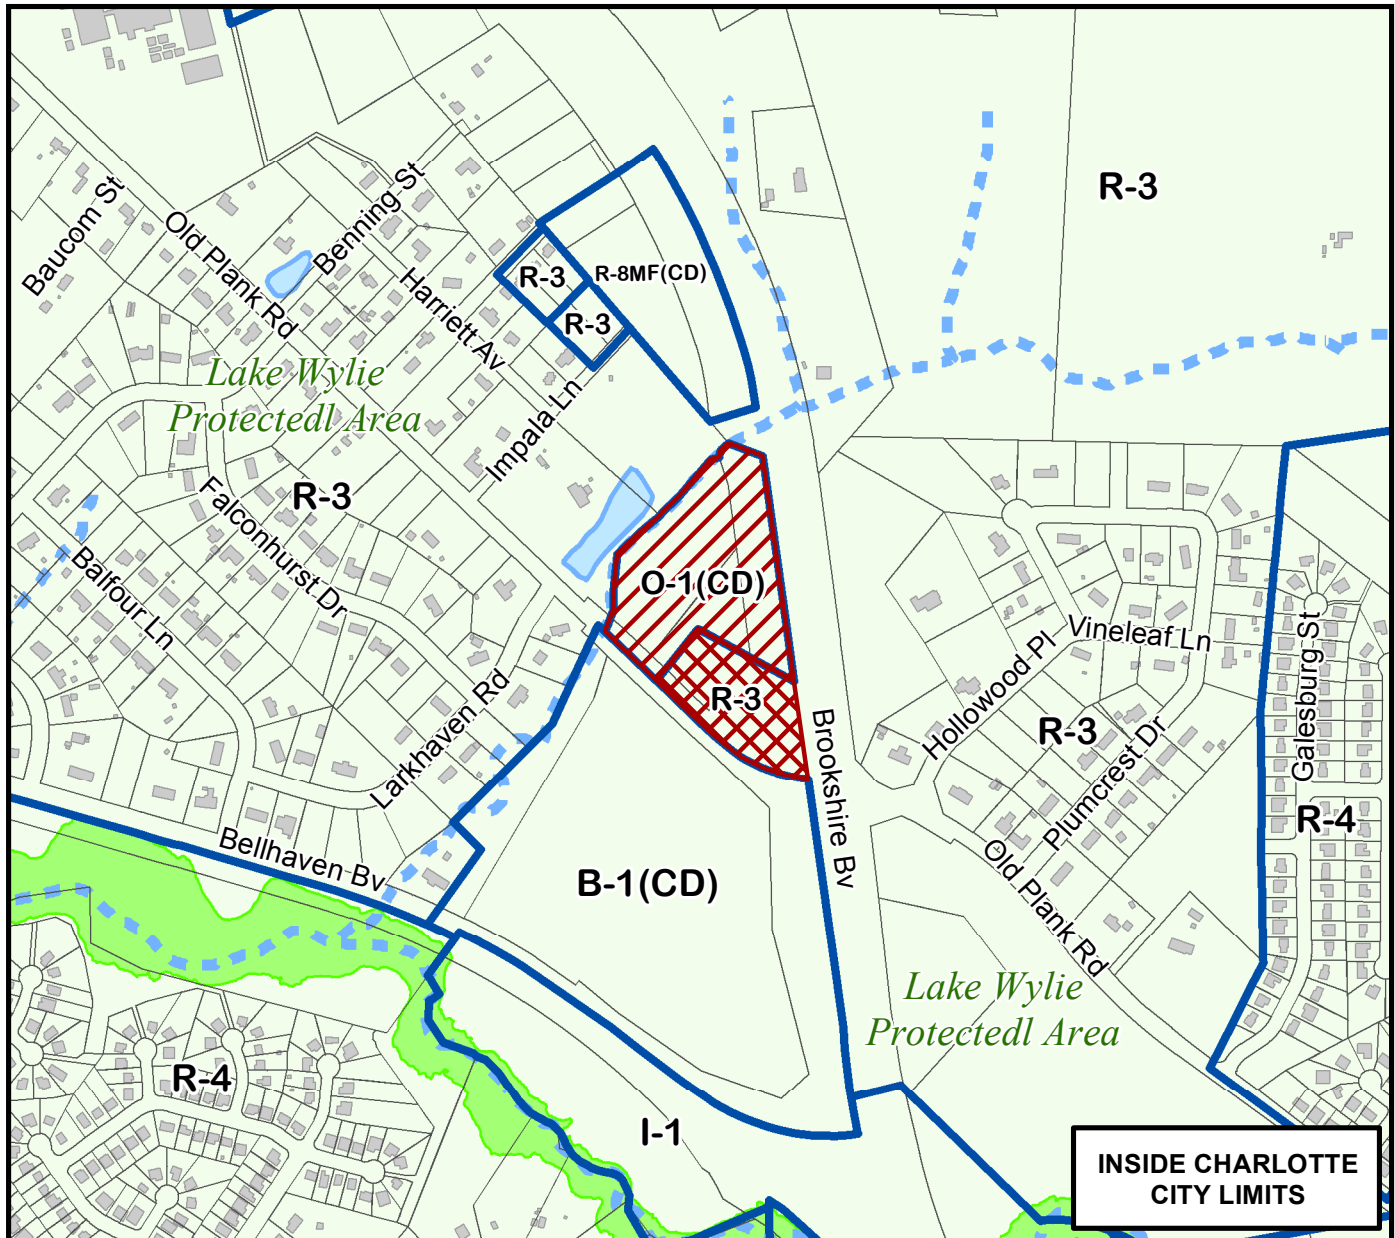 R-3
Baucom St
Old Plank Rd
Benning St
Harriett Av
R-3
R-8MF(CD)
R-3
Lake Wylie
Protectedl Area
Impala Ln
R-3
Falconhurst Dr
Balfour Ln
O-1(CD)
Vineleaf Ln
Galesburg St
Hollowood Pl
R-3
R-3
Larkhaven Rd
Brookshire Bv
Plumcrest Dr
R-4
Bellhaven Bv
B-1(CD)
Old Plank Rd
Lake Wylie
Protectedl Area
R-4
I-1
INSIDE CHARLOTTE
CITY LIMITS